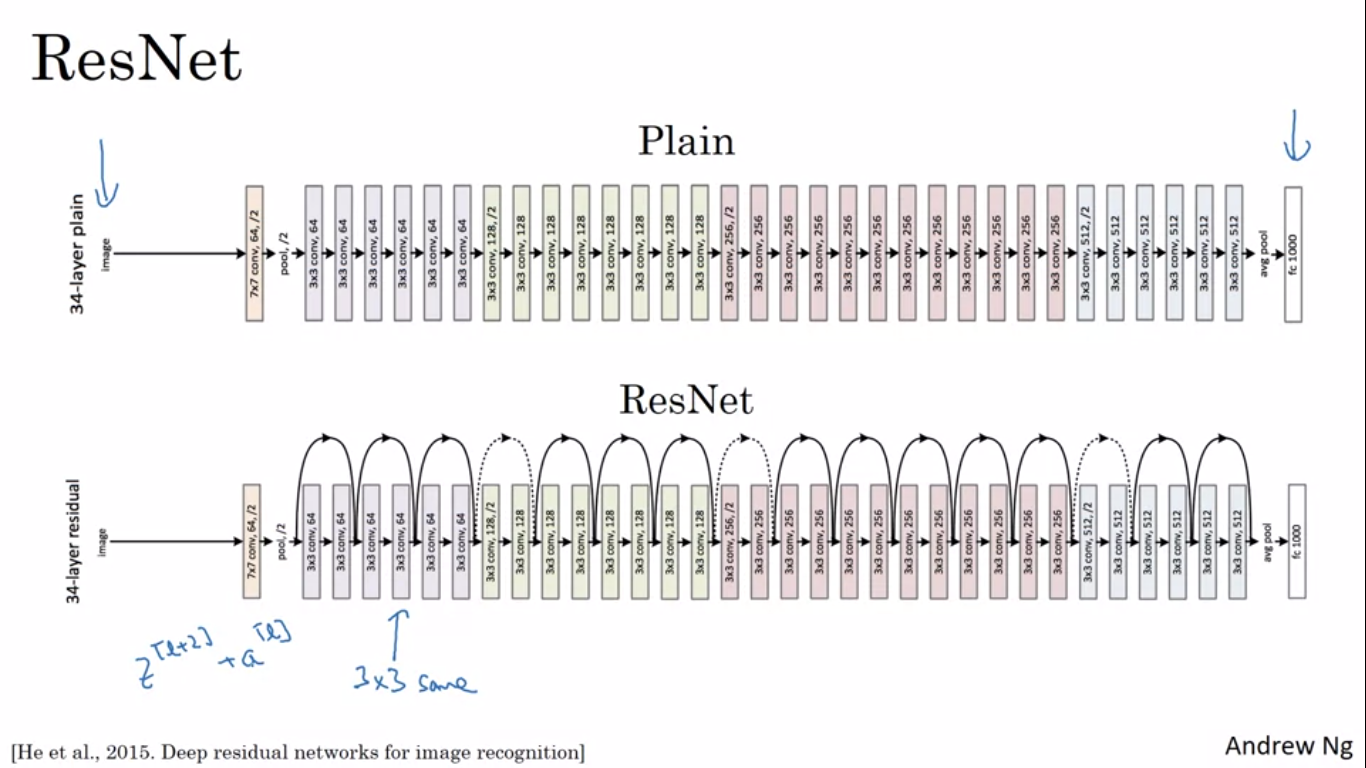 ResNet
Plain
34-layer plain
image
7x7 conv, 64, /2
pool, /2
3x3 conv, 64
3x3 conv, 64
3x3 conv, 64
3x3 conv, 64
3x3 conv, 64
3x3 conv, 64
3x3 conv, 128, /2
3x3 conv, 128
3x3 conv, 128
3x3 conv, 128
3x3 conv, 128
3x3 conv, 128
3x3 conv, 128
3x3 conv, 128
3x3 conv, 256, /2
3x3 conv, 256
3x3 conv, 256
3x3 conv, 256
3x3 conv, 256
3x3 conv, 256
3x3 conv, 256
3x3 conv, 256
3x3 conv, 256
3x3 conv, 256
3x3 conv, 256
3x3 conv, 256
3x3 conv, 512, /2
3x3 conv, 512
3x3 conv, 512
3x3 conv, 512
3x3 conv, 512
3x3 conv, 512
avg pool
fc 1000
ResNet
34-layer residual
image
7x7 conv, 64, /2
pool, /2
3x3 conv, 64
3x3 conv, 64
3x3 conv, 64
3x3 conv, 64
3x3 conv, 64
3x3 conv, 64
3x3 conv, 128, /2
3x3 conv, 128
3x3 conv, 128
3x3 conv, 128
3x3 conv, 128
3x3 conv, 128
3x3 conv, 128
3x3 conv, 128
3x3 conv, 256, /2
3x3 conv, 256
3x3 conv, 256
3x3 conv, 256
3x3 conv, 256
3x3 conv, 256
3x3 conv, 256
3x3 conv, 256
3x3 conv, 256
3x3 conv, 256
3x3 conv, 256
3x3 conv, 256
3x3 conv, 512, /2
3x3 conv, 512
3x3 conv, 512
3x3 conv, 512
3x3 conv, 512
3x3 conv, 512
avg pool
fc 1000
z[l+2] + a[l]
3x3 same
[He et al., 2015. Deep residual networks for image recognition]
Andrew Ng